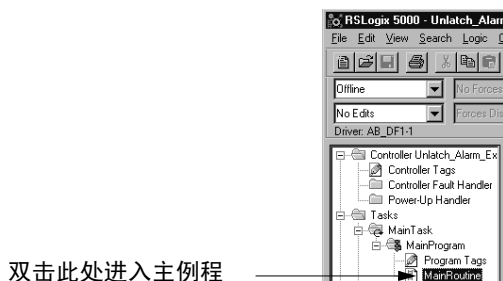 RSLogix 5000 - Unlatch_Alarm
File Edit View Search Logic
Offline No Forces
No Edits Forces Dis
Driver: AB_DF1-1
Controller Unlatch_Alarm_Ex
Controller Tags
Controller Fault Handler
Power-Up Handler
Tasks
MainTask
MainProgram
Program Tags
双击此处进入主例程 MainRoutine